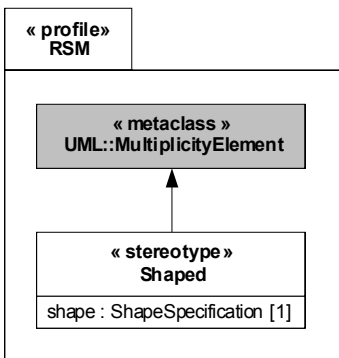 « profile»
RSM
« metaclass »
UML::MultiplicityElement
« stereotype»
Shaped
shape : ShapeSpecification [1]